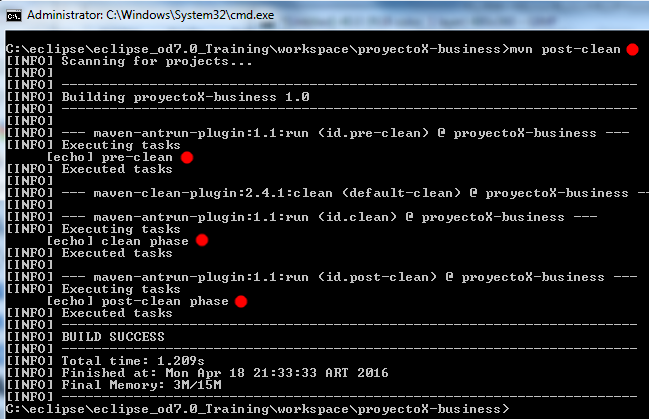 Administrator: C:\Windows\System32\cmd.exe
C:\eclipse\eclipse_od7.0_Training\workspace\proyectoX-business>mvn post-clean
[INFO] Scanning for projects...
[INFO]
[INFO] ------------------------------------------------------------------------
[INFO] Building proyectoX-business 1.0
[INFO] ------------------------------------------------------------------------
[INFO]
[INFO] --- maven-antrun-plugin:1.1:run (id.pre-clean) @ proyectoX-business ---
[INFO] Executing tasks
[echo] pre-clean
[INFO] Executed tasks
[INFO]
[INFO] --- maven-clean-plugin:2.4.1:clean (default-clean) @ proyectoX-business --
[INFO]
[INFO] --- maven-antrun-plugin:1.1:run (id.clean) @ proyectoX-business ---
[INFO] Executing tasks
[echo] clean phase
[INFO] Executed tasks
[INFO]
[INFO] --- maven-antrun-plugin:1.1:run (id.post-clean) @ proyectoX-business ---
[INFO] Executing tasks
[echo] post-clean phase
[INFO] Executed tasks
[INFO] ------------------------------------------------------------------------
[INFO] BUILD SUCCESS
[INFO] ------------------------------------------------------------------------
[INFO] Total time: 1.209s
[INFO] Finished at: Mon Apr 18 21:33:33 ART 2016
[INFO] Final Memory: 3M/15M
[INFO] ------------------------------------------------------------------------
C:\eclipse\eclipse_od7.0_Training\workspace\proyectoX-business>